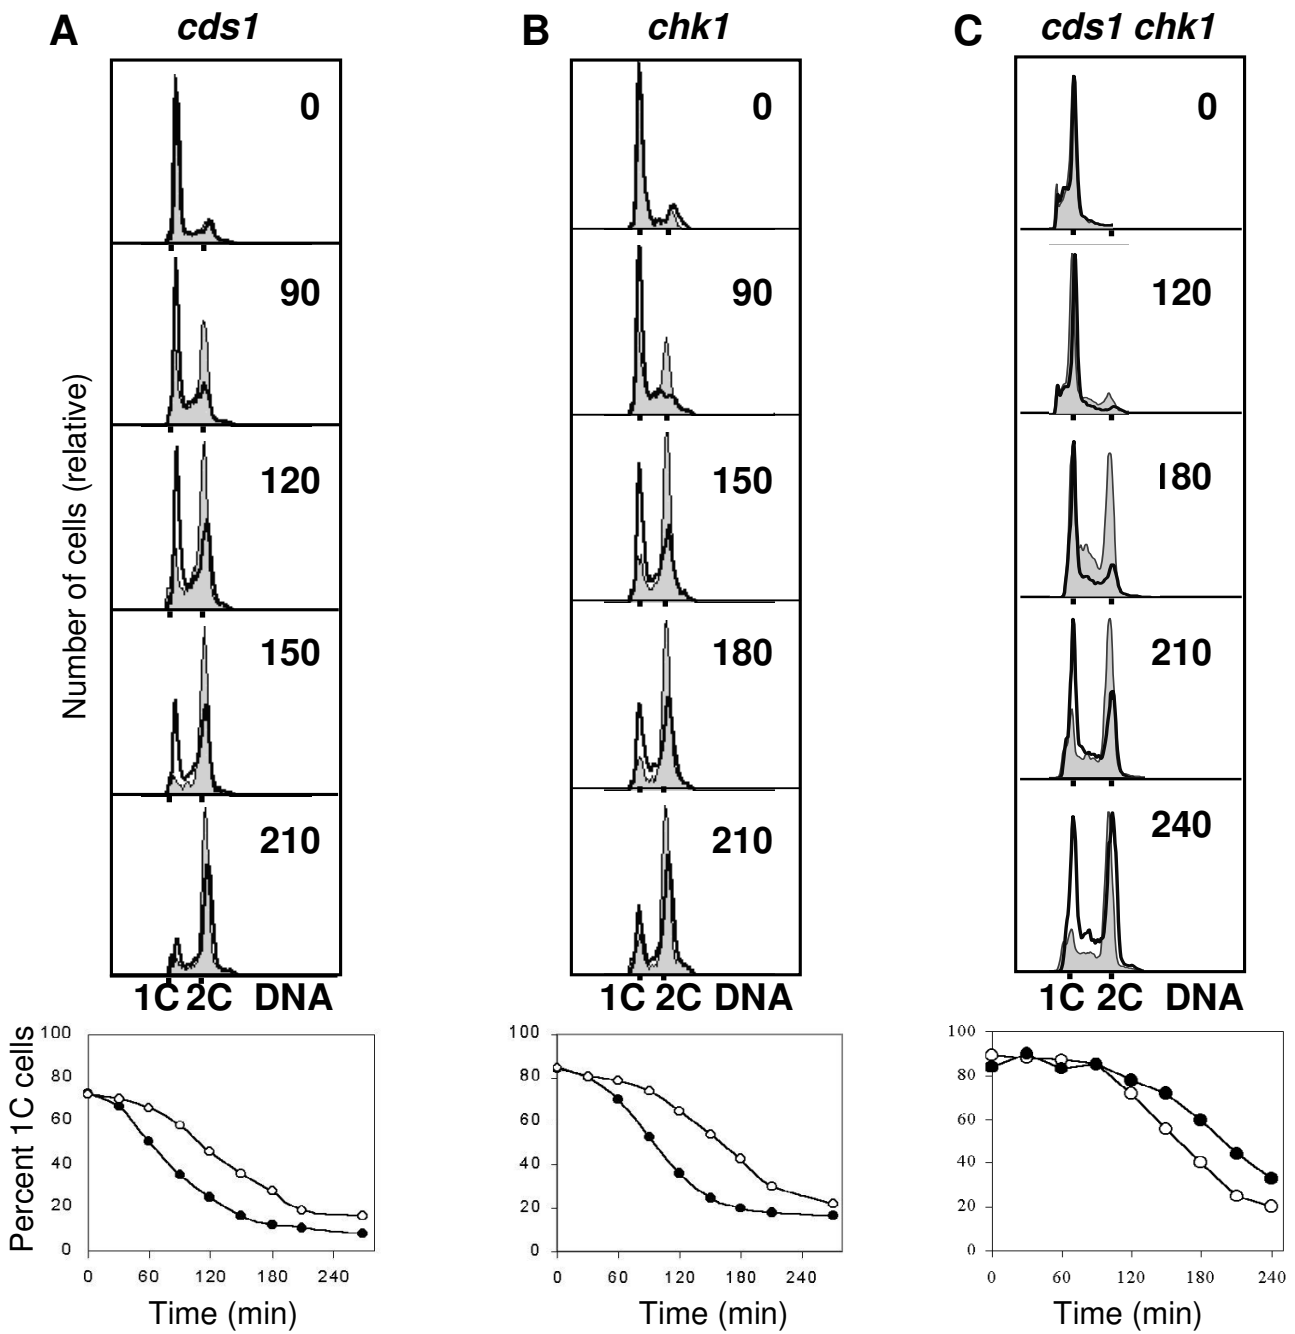 A cds1
B chk1
C cds1 chk1
Number of cells (relative)
0
90
120
150
210
1C 2C DNA
0
90
150
180
210
1C 2C DNA
0
120
180
210
240
1C 2C DNA
Percent 1C cells
100
80
60
40
20
0
0 60 120 180 240
Time (min)
100
80
60
40
20
0
0 60 120 180 240
Time (min)
100
80
60
40
20
0
0 60 120 180 240
Time (min)